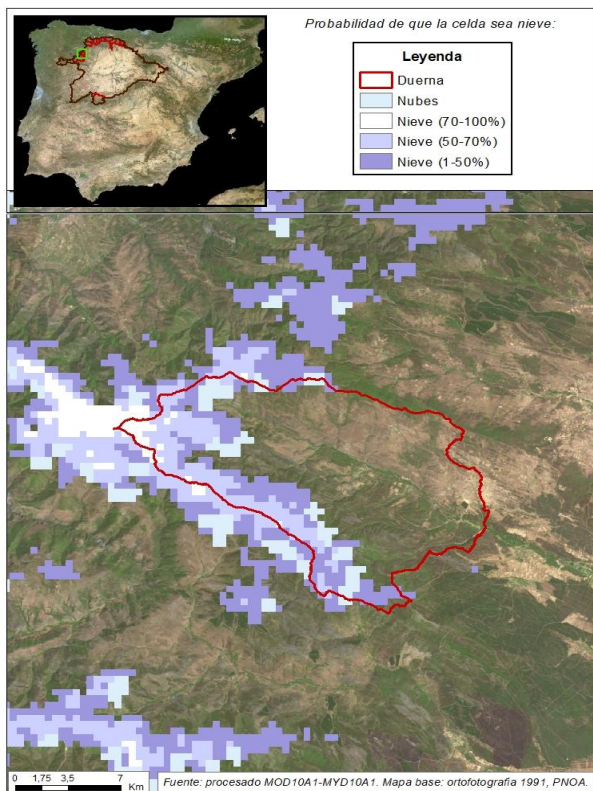 Probabilidad de que la celda sea nieve:
Leyenda
Duerna
Nubes
Nieve (70-100%)
Nieve (50-70%)
Nieve (1-50%)
0 1,75 3,5 7
Km
Fuente: procesado MOD10A1-MYD10A1. Mapa base: ortofotografia 1991, PNOA.